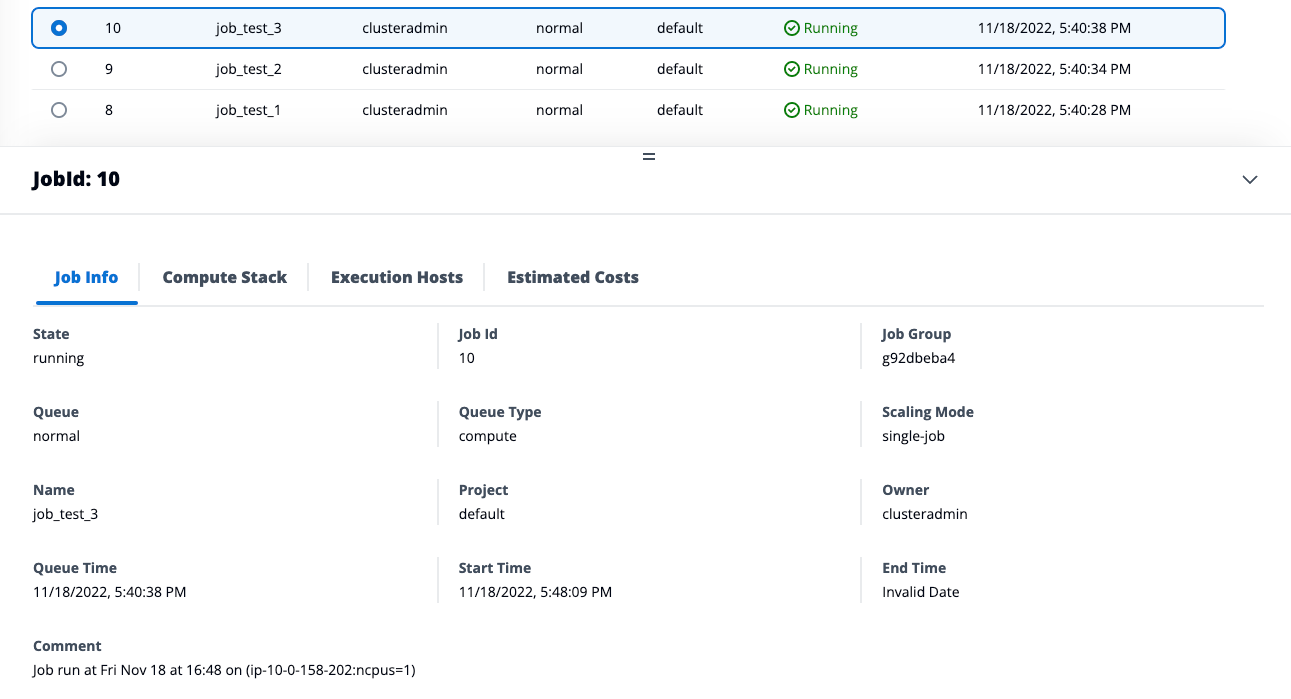 10 job_test_3 clusteradmin normal default Running 11/18/2022, 5:40:38 PM
9 job_test_2 clusteradmin normal default Running 11/18/2022, 5:40:34 PM
8 job_test_1 clusteradmin normal default Running 11/18/2022, 5:40:28 PM
JobId: 10
Job Info Compute Stack Execution Hosts Estimated Costs
State Job Id Job Group
running 10 g92dbeba4
Queue Queue Type Scaling Mode
normal compute single-job
Name Project Owner
job_test_3 default clusteradmin
Queue Time Start Time End Time
11/18/2022, 5:40:38 PM 11/18/2022, 5:48:09 PM Invalid Date
Comment
Job run at Fri Nov 18 at 16:48 on (ip-10-0-158-202:ncpus=1)